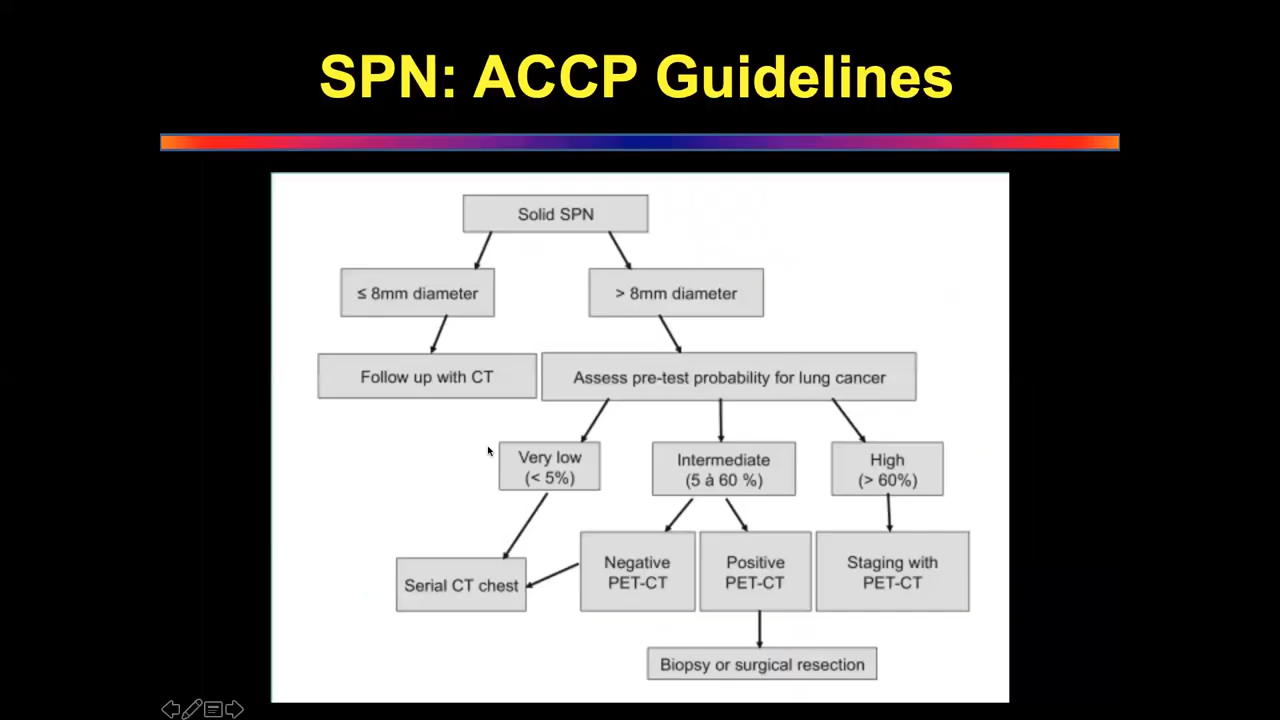 SPN: ACCP Guidelines
Solid SPN
≤ 8mm diameter
> 8mm diameter
Follow up with CT
Assess pre-test probability for lung cancer
Very low
(< 5%)
Intermediate
(5 à 60 %)
High
(> 60%)
Serial CT chest
Negative
PET-CT
Positive
PET-CT
Staging with
PET-CT
Biopsy or surgical resection